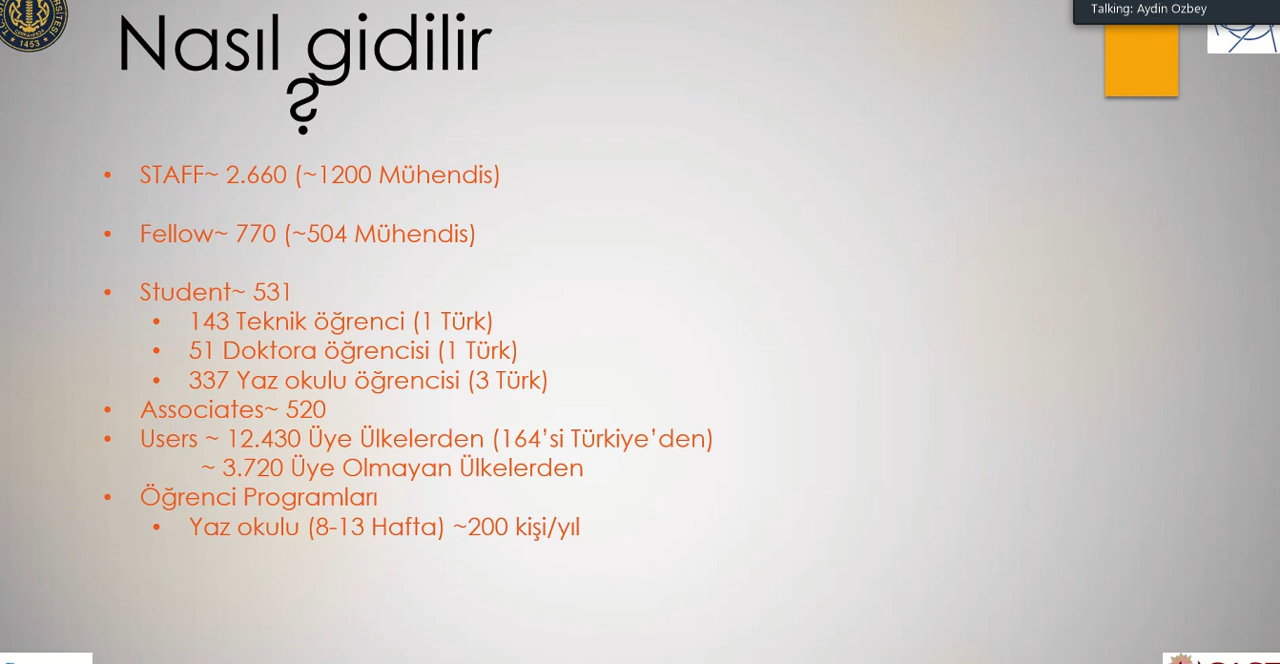 Talking: Aydin Ozbey
Nasıl gidilir
?
• STAFF~ 2.660 (~1200 Mühendis)
• Fellow~ 770 (~504 Mühendis)
• Student~ 531
• 143 Teknik öğrenci (1 Türk)
• 51 Doktora öğrencisi (1 Türk)
• 337 Yaz okulu öğrencisi (3 Türk)
• Associates~ 520
• Users ~ 12.430 Üye Ülkelerden (164’si Türkiye’den)
~ 3.720 Üye Olmayan Ülkelerden
• Öğrenci Programları
• Yaz okulu (8-13 Hafta) ~200 kişi/yıl
1453